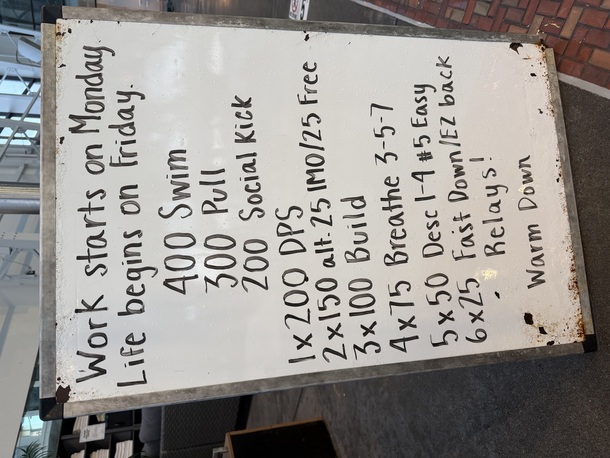 Work starts on Monday.
Life begins on Friday.
400 Swim
300 Pull
200 Social Kick
1x200 DPS
2x150 alt. 25 IMO/25 Free
3x100 Build
4x75 Breathe 3-5-7
5x50 Desc 1-4 #5 Easy
6x25 Fast Down/EZ back
- Relays!
Warm Down